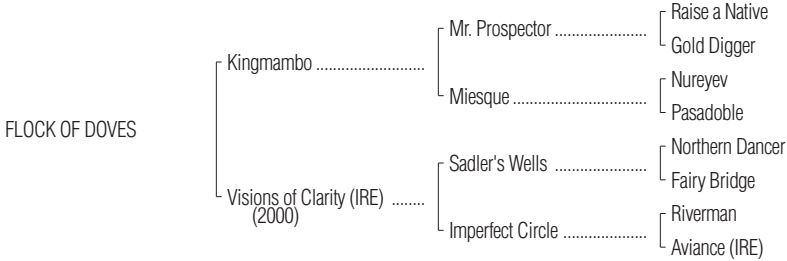 Raise a Native
Mr. Prospector ......................
Gold Digger
Kingmambo ..........................
Nureyev
Miesque ................................
Pasadoble
FLOCK OF DOVES
Northern Dancer
Sadler's Wells ......................
Fairy Bridge
Visions of Clarity (IRE) ........
(2000)
Riverman
Imperfect Circle ....................
Aviance (IRE)